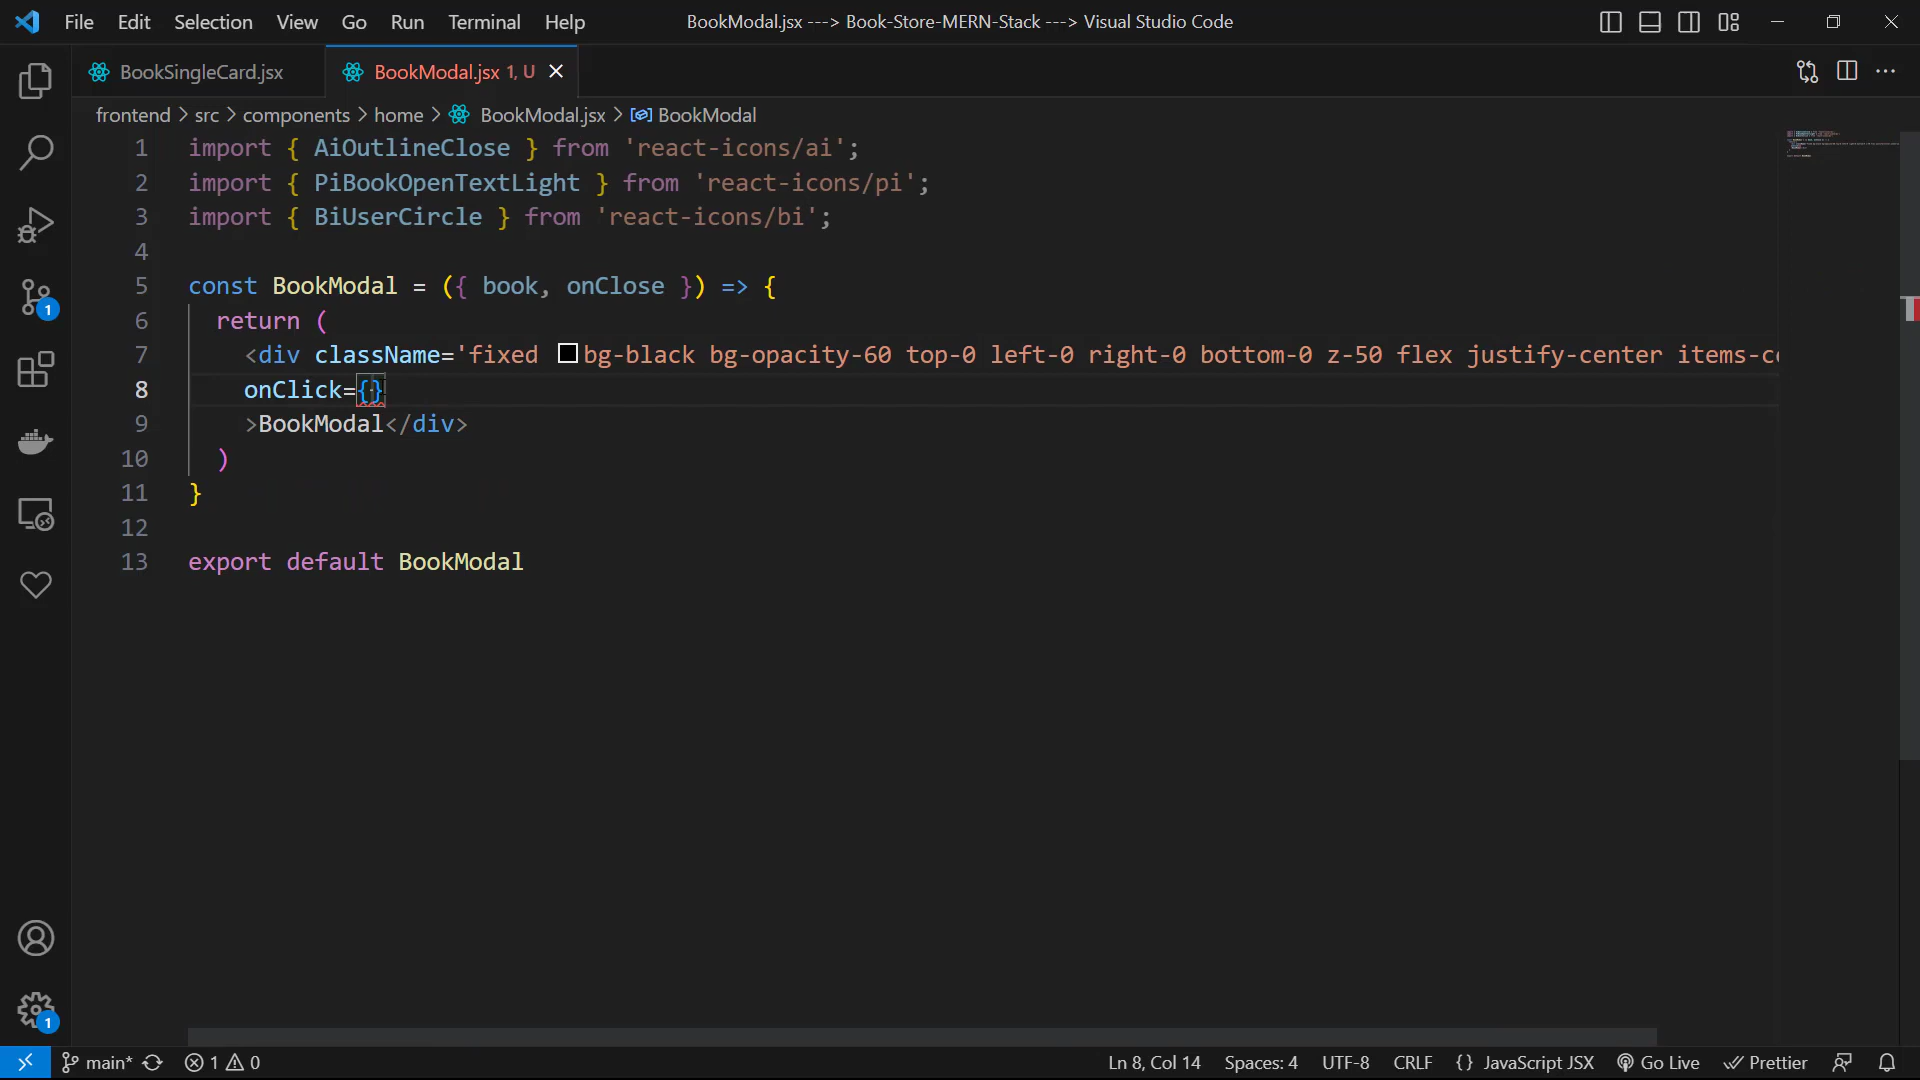 File Edit Selection View Go Run Terminal Help BookModal.jsx ---> Book-Store-MERN-Stack ---> Visual Studio Code
BookSingleCard.jsx BookModal.jsx 1, U
frontend > src > components > home > BookModal.jsx > BookModal
1 import { AiOutlineClose } from 'react-icons/ai';
2 import { PiBookOpenTextLight } from 'react-icons/pi';
3 import { BiUserCircle } from 'react-icons/bi';
4
5 const BookModal = ({ book, onClose }) => {
6 return (
7 <div className='fixed bg-black bg-opacity-60 top-0 left-0 right-0 bottom-0 z-50 flex justify-center
8 onClick={}
9 >BookModal</div>
10 )
11 }
12
13 export default BookModal
1
1
main* 1 0 Ln 8, Col 14 Spaces: 4 UTF-8 CRLF {} JavaScript JSX Go Live Prettier